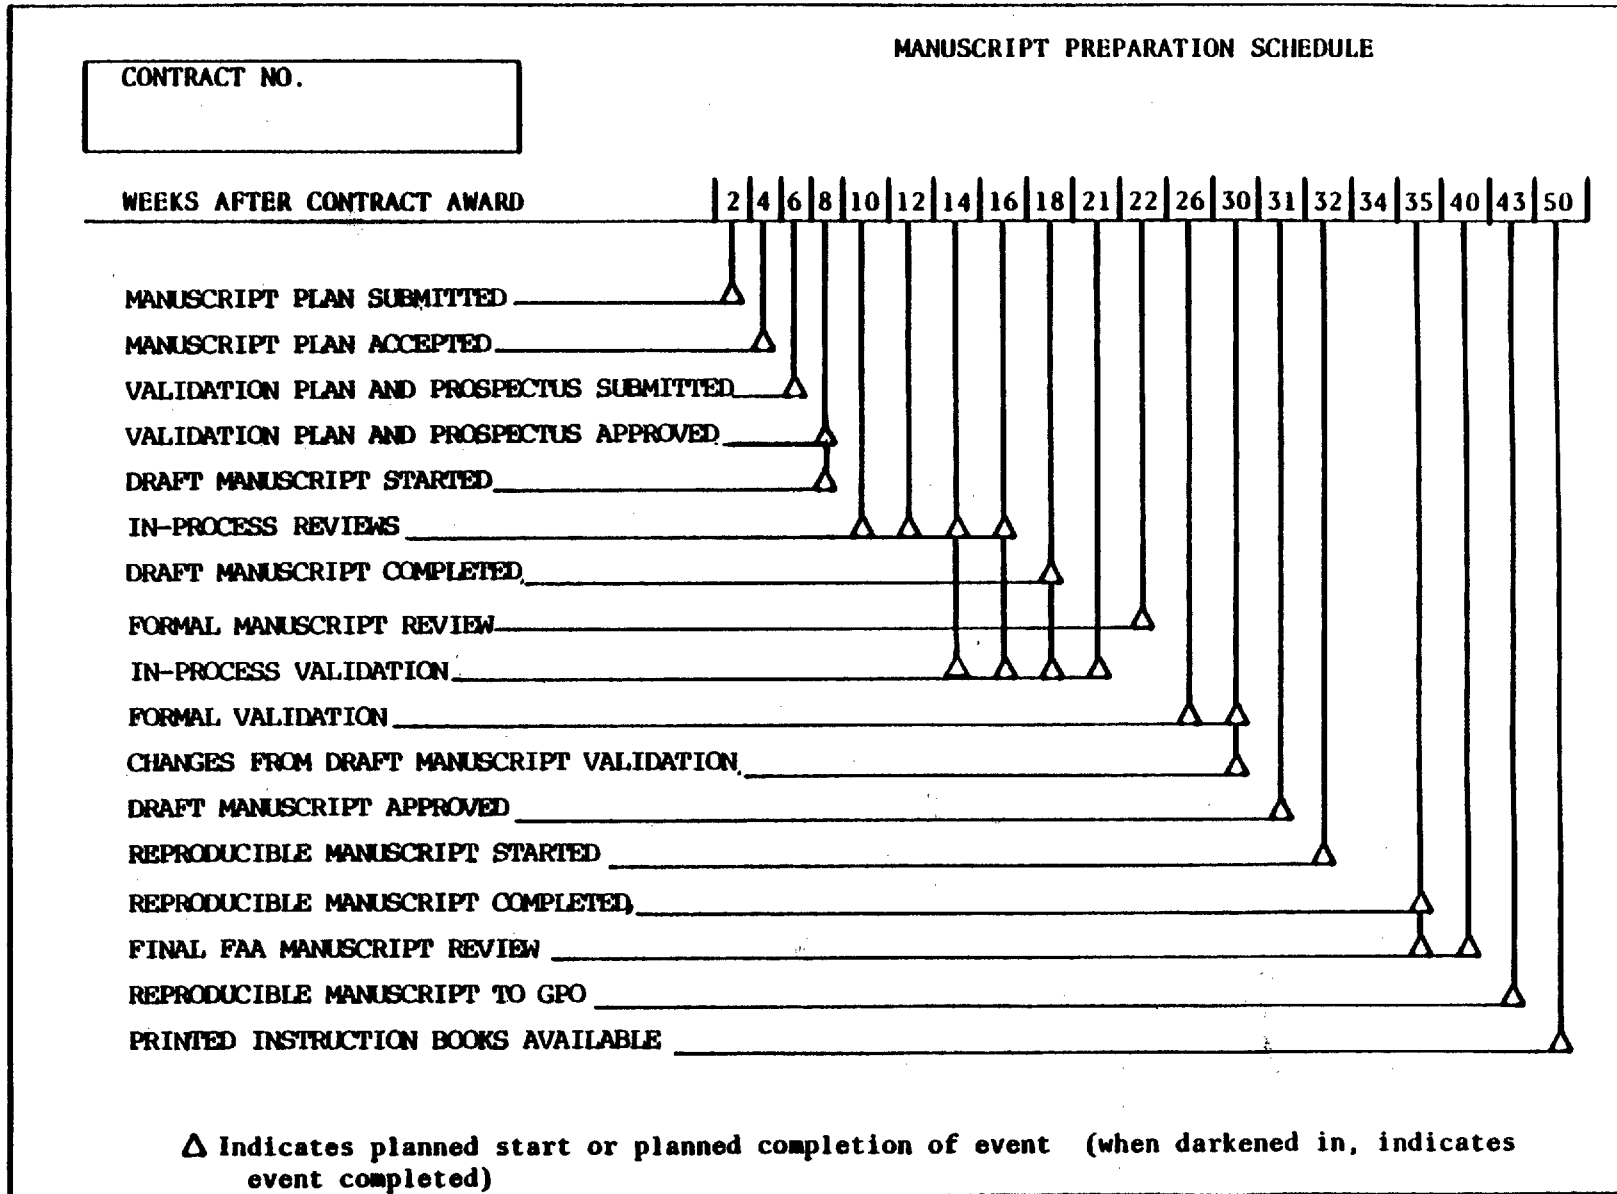 MANUSCRIPT PREPARATION SCHEDULE
CONTRACT NO.
WEEKS AFTER CONTRACT AWARD 2 4 6 8 10 12 14 16 18 21 22 26 30 31 32 34 35 40 43 50
MANUSCRIPT PLAN SUBMITTED
MANUSCRIPT PLAN ACCEPTED
VALIDATION PLAN AND PROSPECTUS SUBMITTED
VALIDATION PLAN AND PROSPECTUS APPROVED
DRAFT MANUSCRIPT STARTED
IN-PROCESS REVIEWS
DRAFT MANUSCRIPT COMPLETED
FORMAL MANUSCRIPT REVIEW
IN-PROCESS VALIDATION
FORMAL VALIDATION
CHANGES FROM DRAFT MANUSCRIPT VALIDATION
DRAFT MANUSCRIPT APPROVED
REPRODUCIBLE MANUSCRIPT STARTED
REPRODUCIBLE MANUSCRIPT COMPLETED
FINAL FAA MANUSCRIPT REVIEW
REPRODUCIBLE MANUSCRIPT TO GPO
PRINTED INSTRUCTION BOOKS AVAILABLE
Δ Indicates planned start or planned completion of event (when darkened in, indicates
event completed)